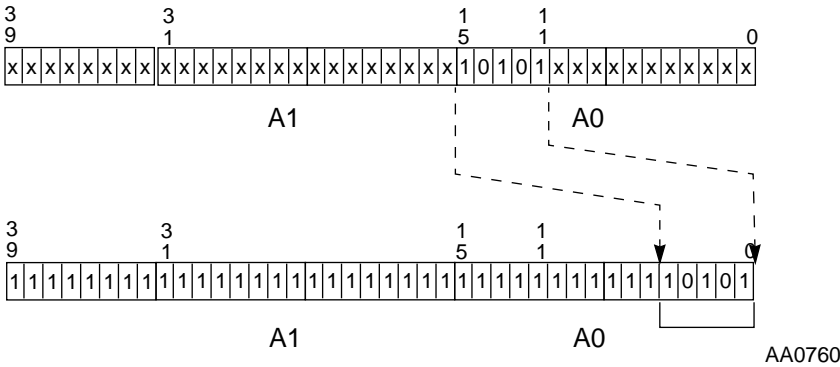 3 3 1 1
9 1 5 1 0
x x x x x x x x x x x x x x x x x x x x x x x x 1 0 1 0 1 x x x x x x x x x x x
A1 A0
3 3 1 1
9 1 5 1 0
1 1 1 1 1 1 1 1 1 1 1 1 1 1 1 1 1 1 1 1 1 1 1 1 1 1 1 1 1 1 1 1 1 1 1 1 0 1 0 1
A1 A0
AA0760